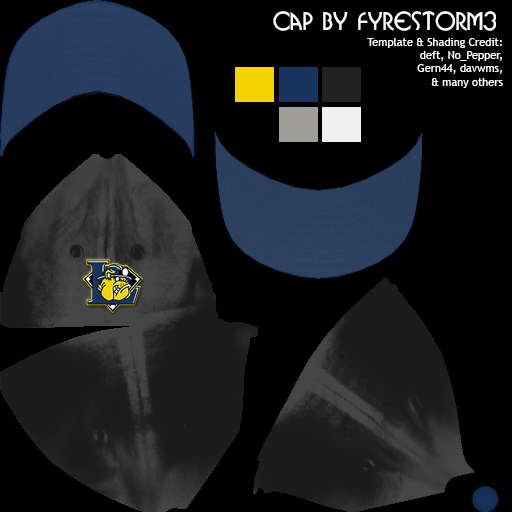 CAP BY FYRESTORM3
Template & Shading Credit:
deft, No_Pepper,
Gern44, davwms,
& many others
L